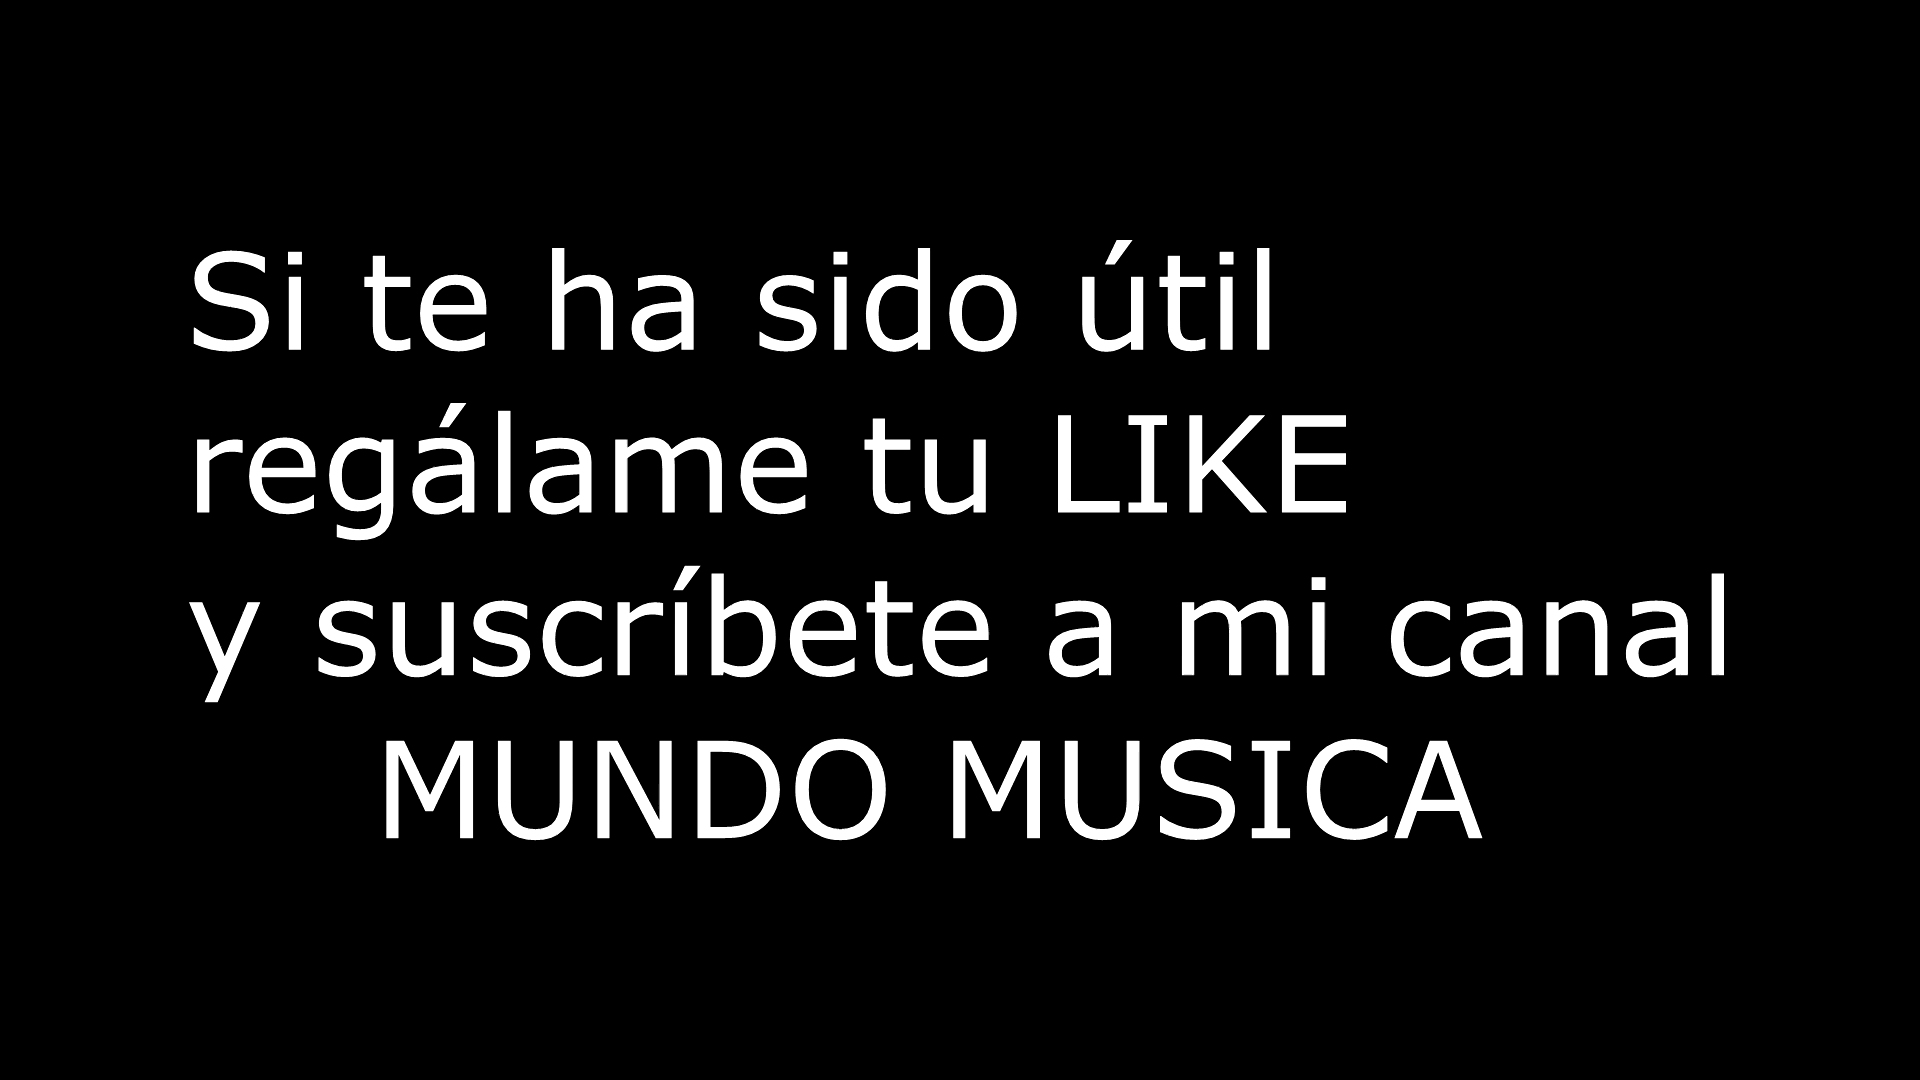 Si te ha sido útil
regálame tu LIKE
y suscríbete a mi canal
MUNDO MUSICA